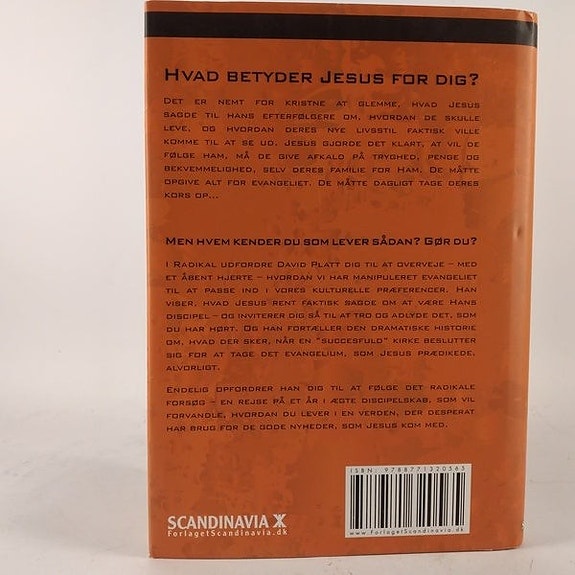 HVAD BETYDER JESUS FOR DIG?
DET ER NEMT FOR KRISTNE AT GLEMME, HVAD JESUS
SAGDE TIL HANS EFTERFØLGERE OM, HVORDAN DE SKULLE
LEVE, OG HVORDAN DERES NYE LIVSSTIL FAKTISK VILLE
KOMME TIL AT SE UD. JESUS GJORDE DET KLART, AT VIL DE
FØLGE HAM, MÅ DE GIVE AFKALD PÅ TRYGHED, PENGE OG
BEKVEMMELIGHED, SELV DERES FAMILIE FOR HAM. DE MÅTTE
OPGIVE ALT FOR EVANGELIET. DE MÅTTE DAGLIGT TAGE DERES
KORS OP...
MEN HVEM KENDER DU SOM LEVER SÅDAN? GØR DU?
I RADIKAL UDFORDRE DAVID PLATT DIG TIL AT OVERVEJE – MED
ET ÅBENT HJERTE – HVORDAN VI HAR MANIPULERET EVANGELIET
TIL AT PASSE IND I VORES KULTURELLE PRÆFERENCER. HAN
VISER, HVAD JESUS RENT FAKTISK SAGDE OM AT VÆRE HANS
DISCIPEL – OG INVITERER DIG SÅ TIL AT TRO OG ADLYDE DET, SOM
DU HAR HØRT. OG HAN FORTÆLLER DEN DRAMATISKE HISTORIE
OM, HVAD DER SKER, NÅR EN "SUCCESFULD" KIRKE BESLUTTER
SIG FOR AT TAGE DET EVANGELIUM, SOM JESUS PRÆDIKEDE,
ALVORLIGT.
ENDELIG OPFORDRER HAN DIG TIL AT FØLGE DET RADIKALE
FORSØG – EN REJSE PÅ ET ÅR I ÆGTE DISCIPELSKAB, SOM VIL
FORVANDLE, HVORDAN DU LEVER I EN VERDEN, DER DESPERAT
HAR BRUG FOR DE GODE NYHEDER, SOM JESUS KOM MED.
ISBN 9788771320565
SCANDINAVIA X
ForlagetScandinavia.dk
www.ForlagetScandinavia.dk